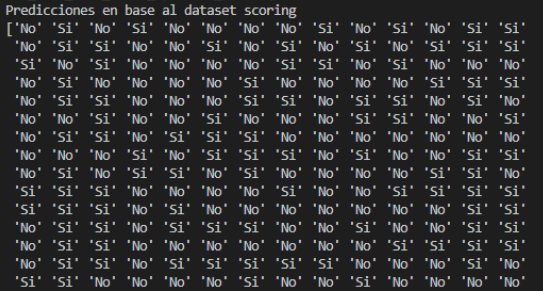 Predicciones en base al dataset scoring
['No' 'Si' 'No' 'Si' 'No' 'No' 'No' 'No' 'Si' 'No' 'Si' 'No' 'Si' 'Si'
'No' 'Si' 'Si' 'No' 'No' 'Si' 'No' 'Si' 'No' 'Si' 'No' 'Si' 'No' 'Si'
'Si' 'No' 'Si' 'No' 'No' 'No' 'Si' 'No' 'No' 'Si' 'No' 'Si' 'No' 'No'
'No' 'Si' 'No' 'No' 'No' 'No' 'Si' 'No' 'No' 'No' 'No' 'Si' 'Si' 'Si'
'No' 'Si' 'Si' 'No' 'No' 'No' 'Si' 'Si' 'No' 'Si' 'Si' 'No' 'Si' 'No'
'No' 'No' 'Si' 'No' 'No' 'Si' 'No' 'No' 'No' 'Si' 'Si' 'No' 'No' 'Si'
'No' 'Si' 'Si' 'No' 'Si' 'Si' 'Si' 'No' 'No' 'No' 'No' 'No' 'No' 'No'
'No' 'No' 'No' 'Si' 'No' 'Si' 'Si' 'Si' 'No' 'Si' 'No' 'No' 'Si' 'Si'
'No' 'Si' 'No' 'Si' 'No' 'Si' 'No' 'No' 'No' 'No' 'Si' 'Si' 'No' 'No'
'Si' 'Si' 'Si' 'No' 'No' 'No' 'No' 'Si' 'No' 'No' 'Si' 'Si' 'Si' 'Si'
'Si' 'Si' 'Si' 'No' 'Si' 'No' 'No' 'No' 'No' 'No' 'No' 'No' 'Si' 'Si'
'No' 'Si' 'Si' 'No' 'No' 'No' 'Si' 'No' 'No' 'No' 'No' 'Si' 'No' 'Si'
'No' 'Si' 'Si' 'No' 'No' 'No' 'No' 'No' 'No' 'No' 'Si' 'Si' 'Si' 'Si'
'No' 'Si' 'Si' 'No' 'Si' 'Si' 'Si' 'Si' 'Si' 'No' 'No' 'Si' 'Si' 'No'
'Si' 'Si' 'No' 'No' 'No' 'No' 'Si' 'No' 'No' 'Si' 'No' 'No' 'No' 'No'